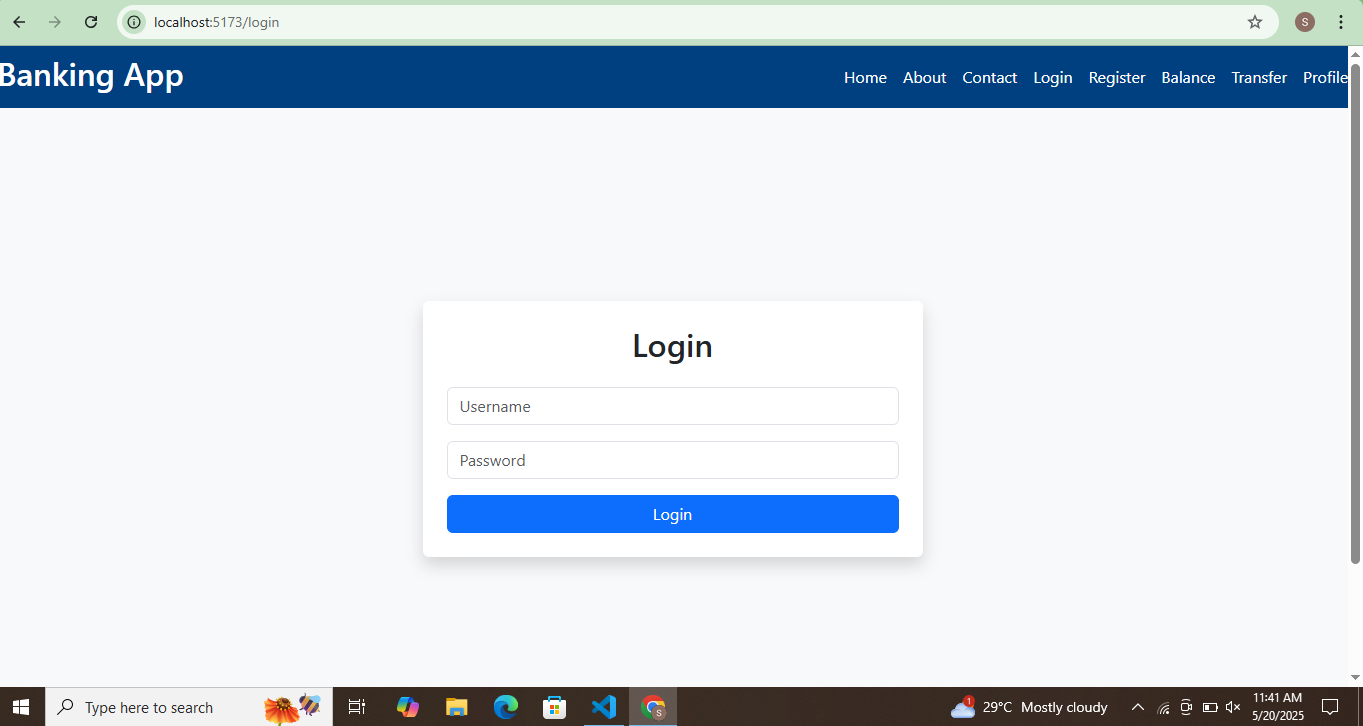 localhost:5173/login
S
Banking App
Home About Contact Login Register Balance Transfer Profile
Login
Username
Password
Login
Type here to search
S
1
29°C Mostly cloudy
11:41 AM
5/20/2025